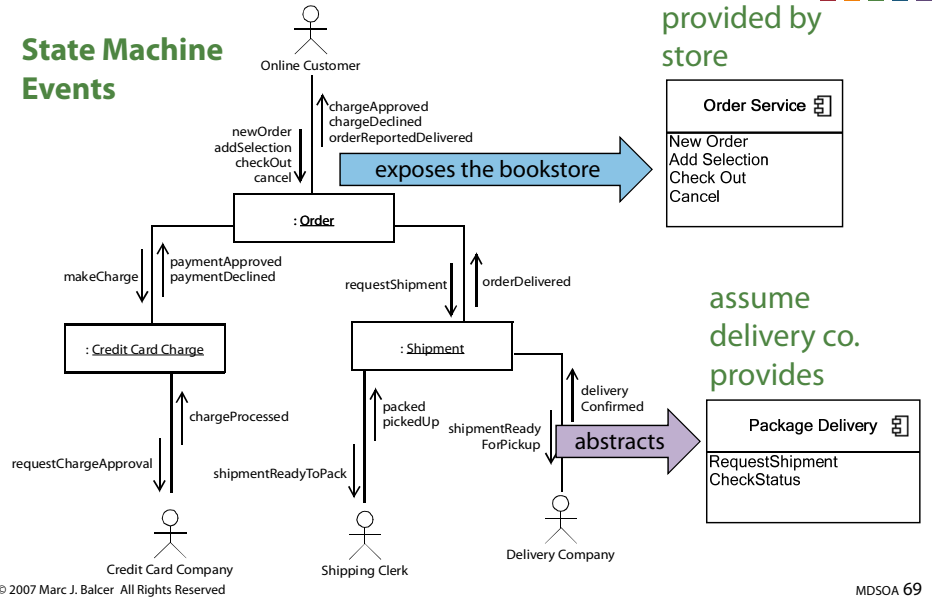 State Machine
Events
Online Customer
provided by
store
Order Service
New Order
Add Selection
Check Out
Cancel
chargeApproved
chargeDeclined
orderReportedDelivered
newOrder
addSelection
checkOut
cancel
exposes the bookstore
: Order
makeCharge
paymentApproved
paymentDeclined
requestShipment
orderDelivered
: Credit Card Charge
: Shipment
assume
delivery co.
provides
Package Delivery
RequestShipment
CheckStatus
chargeProcessed
requestChargeApproval
packed
pickedUp
shipmentReadyToPack
delivery
Confirmed
shipmentReady
ForPickup
abstracts
Credit Card Company
Shipping Clerk
Delivery Company
© 2007 Marc J. Balcer All Rights Reserved
MDSOA 69